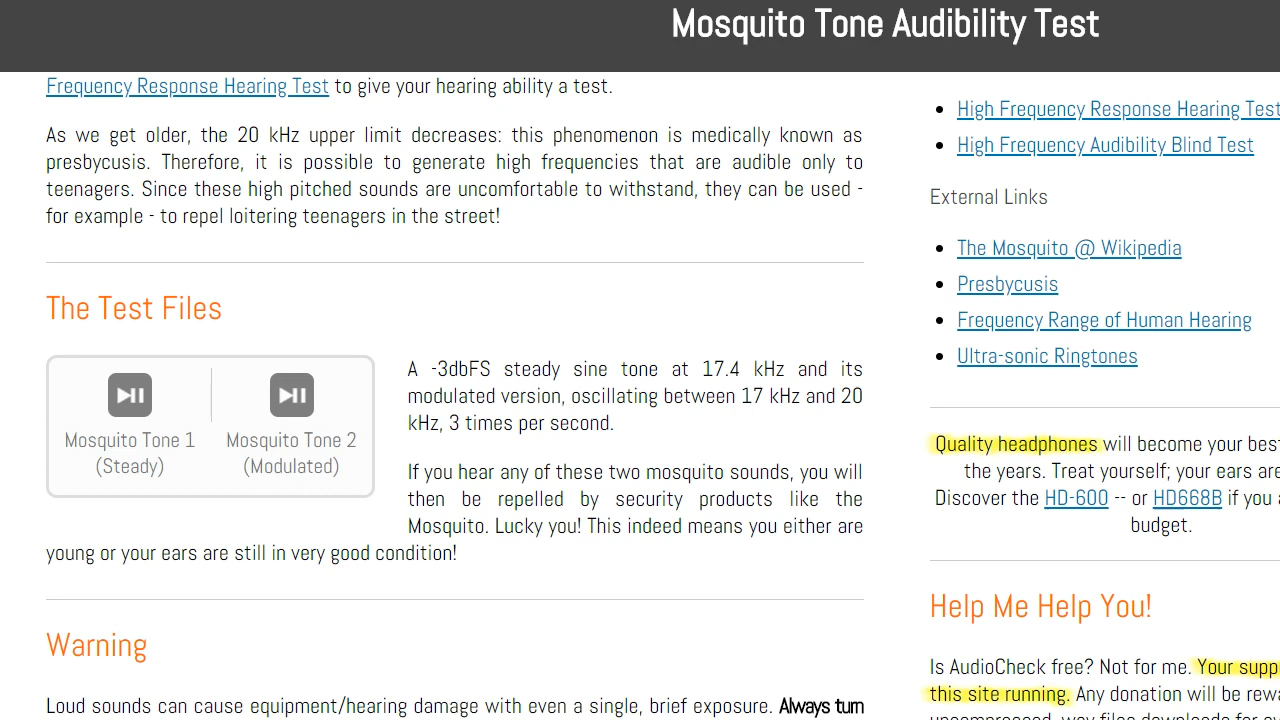 Mosquito Tone Audibility Test
Frequency Response Hearing Test to give your hearing ability a test.
As we get older, the 20 kHz upper limit decreases: this phenomenon is medically known as
presbycusis. Therefore, it is possible to generate high frequencies that are audible only to
teenagers. Since these high pitched sounds are uncomfortable to withstand, they can be used -
for example - to repel loitering teenagers in the street!
The Test Files
Mosquito Tone 1
(Steady)
Mosquito Tone 2
(Modulated)
A -3dbFS steady sine tone at 17.4 kHz and its
modulated version, oscillating between 17 kHz and 20
kHz, 3 times per second.
If you hear any of these two mosquito sounds, you will
then be repelled by security products like the
Mosquito. Lucky you! This indeed means you either are
young or your ears are still in very good condition!
Warning
Loud sounds can cause equipment/hearing damage with even a single, brief exposure. Always turn
High Frequency Response Hearing Test
High Frequency Audibility Blind Test
External Links
The Mosquito @ Wikipedia
Presbycusis
Frequency Range of Human Hearing
Ultra-sonic Ringtones
Quality headphones will become your best
the years. Treat yourself; your ears are
Discover the HD-600 -- or HD668B if you
budget.
Help Me Help You!
Is AudioCheck free? Not for me. Your supp
this site running. Any donation will be rewa